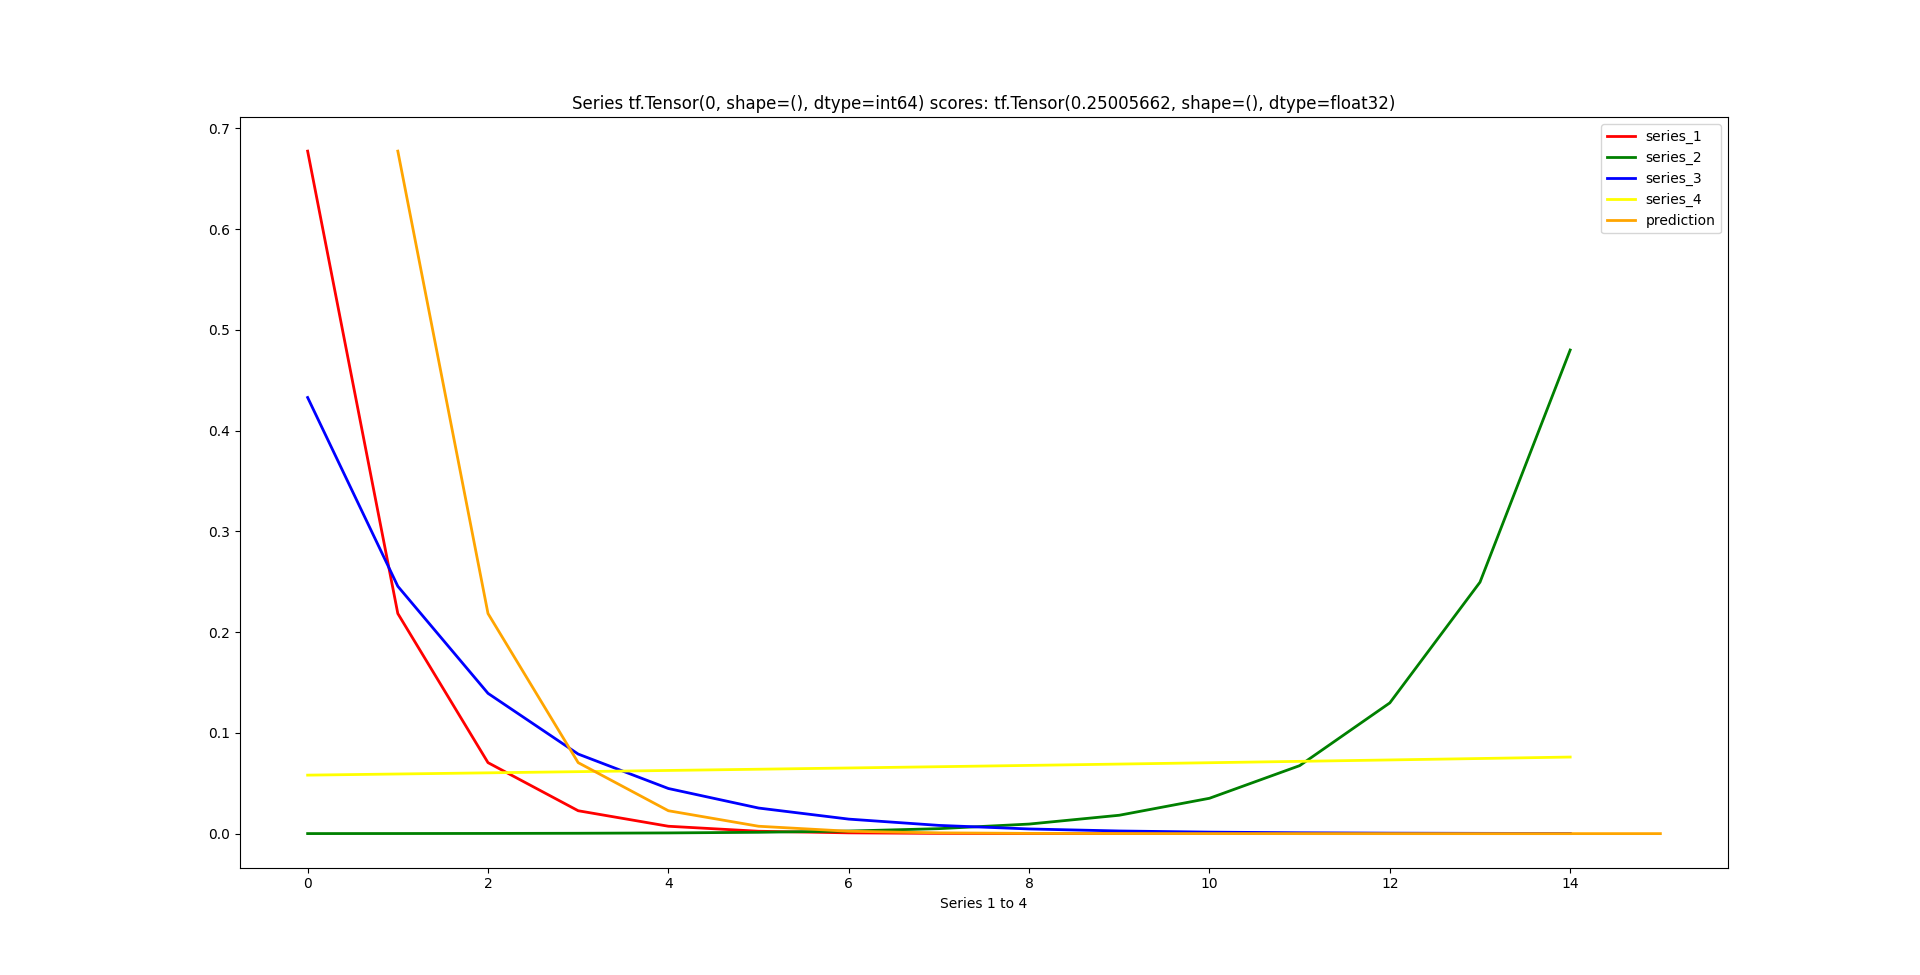 Series tf.Tensor(0, shape=(), dtype=int64) scores: tf.Tensor(0.25005662, shape=(), dtype=float32)
0.7
0.6
0.5
0.4
0.3
0.2
0.1
0.0
series_1
series_2
series_3
series_4
prediction
0 2 4 6 8 10 12 14
Series 1 to 4